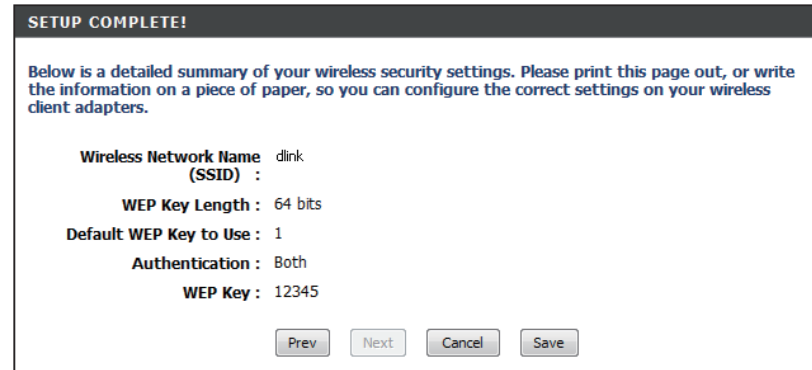 SETUP COMPLETE!
Below is a detailed summary of your wireless security settings. Please print this page out, or write
the information on a piece of paper, so you can configure the correct settings on your wireless
client adapters.
Wireless Network Name dlink
(SSID) :
WEP Key Length : 64 bits
Default WEP Key to Use : 1
Authentication : Both
WEP Key : 12345
Prev Next Cancel Save